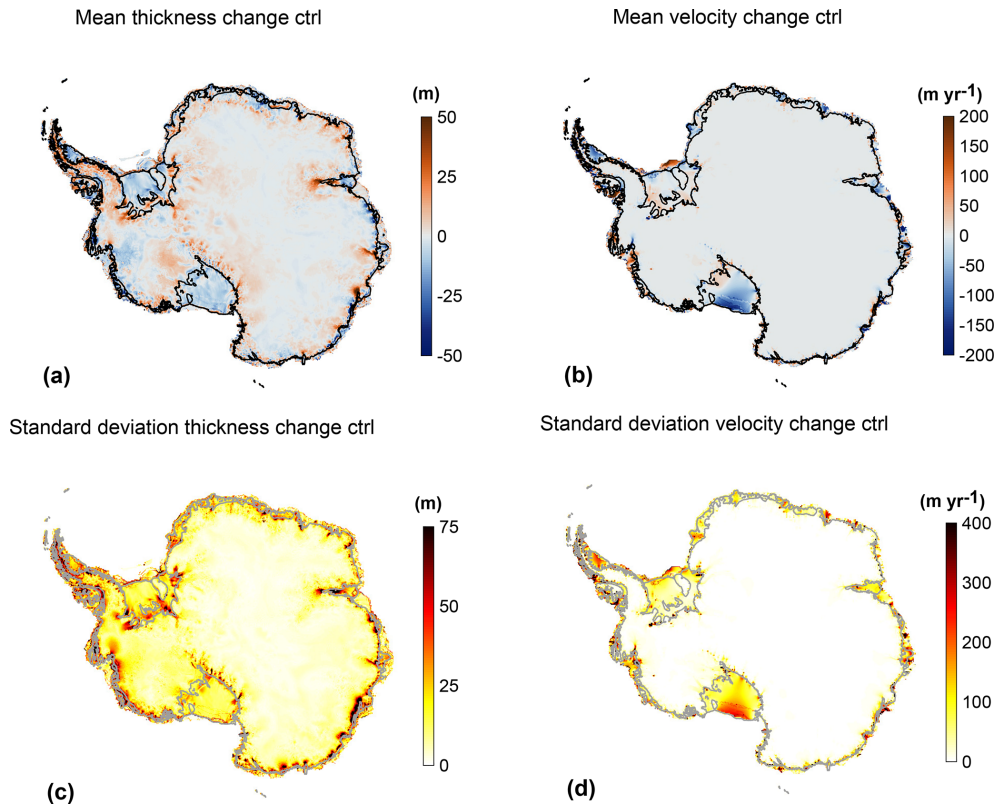 Mean thickness change ctrl
(m)
50
25
0
-25
-50
(a)
Mean velocity change ctrl
(m yr-1)
200
150
100
50
0
-50
-100
-150
-200
(b)
Standard deviation thickness change ctrl
(m)
75
50
25
0
(c)
Standard deviation velocity change ctrl
(m yr-1)
400
300
200
100
0
(d)